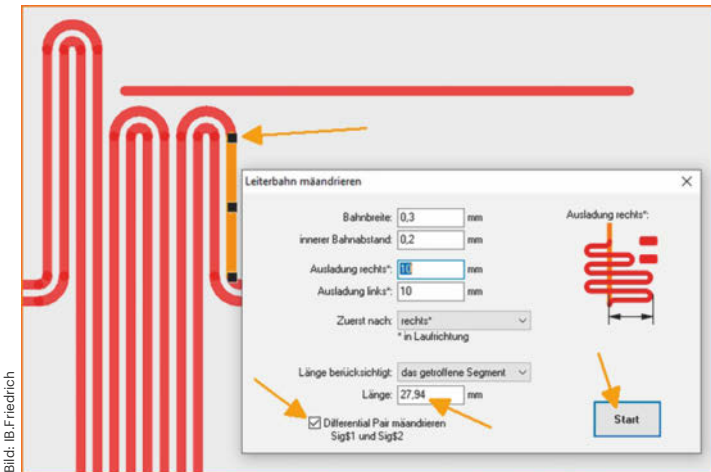 Leiterbahn mäandrieren
Bahnbreite: 0,3 mm
innerer Bahnabstand: 0,2 mm
Ausladung rechts*: 10 mm
Ausladung links*: 10 mm
Zuerst nach: rechts*
* in Laufrichtung
Länge berücksichtigt: das getroffene Segment
Länge: 27,94 mm
Differential Pair mäandrieren
Sig$1 und Sig$2
Ausladung rechts*:
Start
Bild: IB.Friedrich